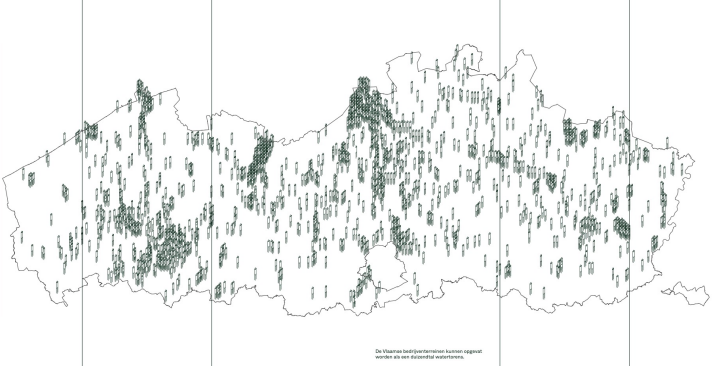 De Vlaamse bedrijventerreinen kunnen opgevat
worden als een duizendtal watertorens.